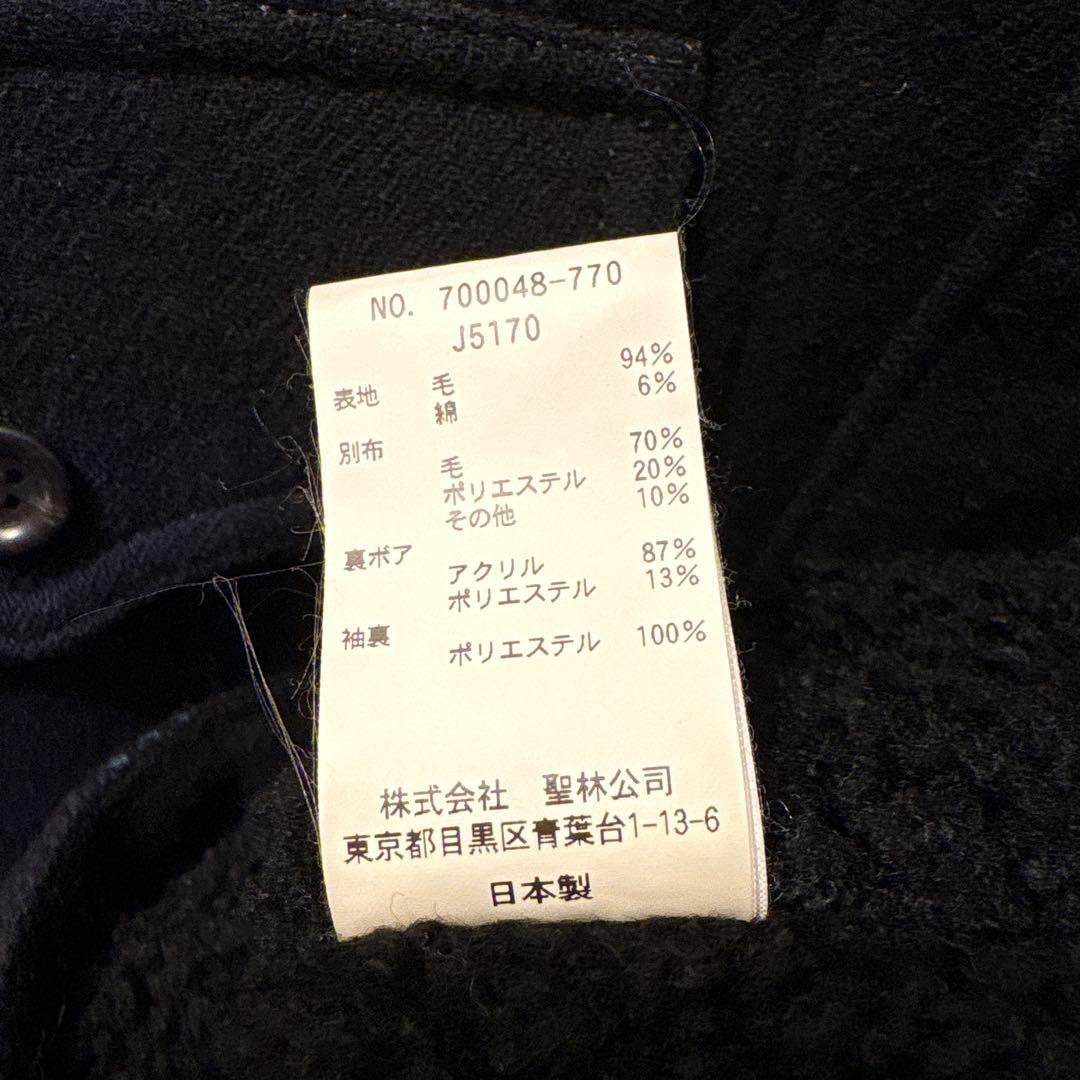 NO. 700048-770
J5170
表地 毛 94%
綿 6%
別布
毛 70%
ポリエステル 20%
その他 10%
裏ボア
アクリル 87%
ポリエステル 13%
袖裏
ポリエステル 100%
株式会社 聖林公司
東京都目黒区青葉台1-13-6
日本製